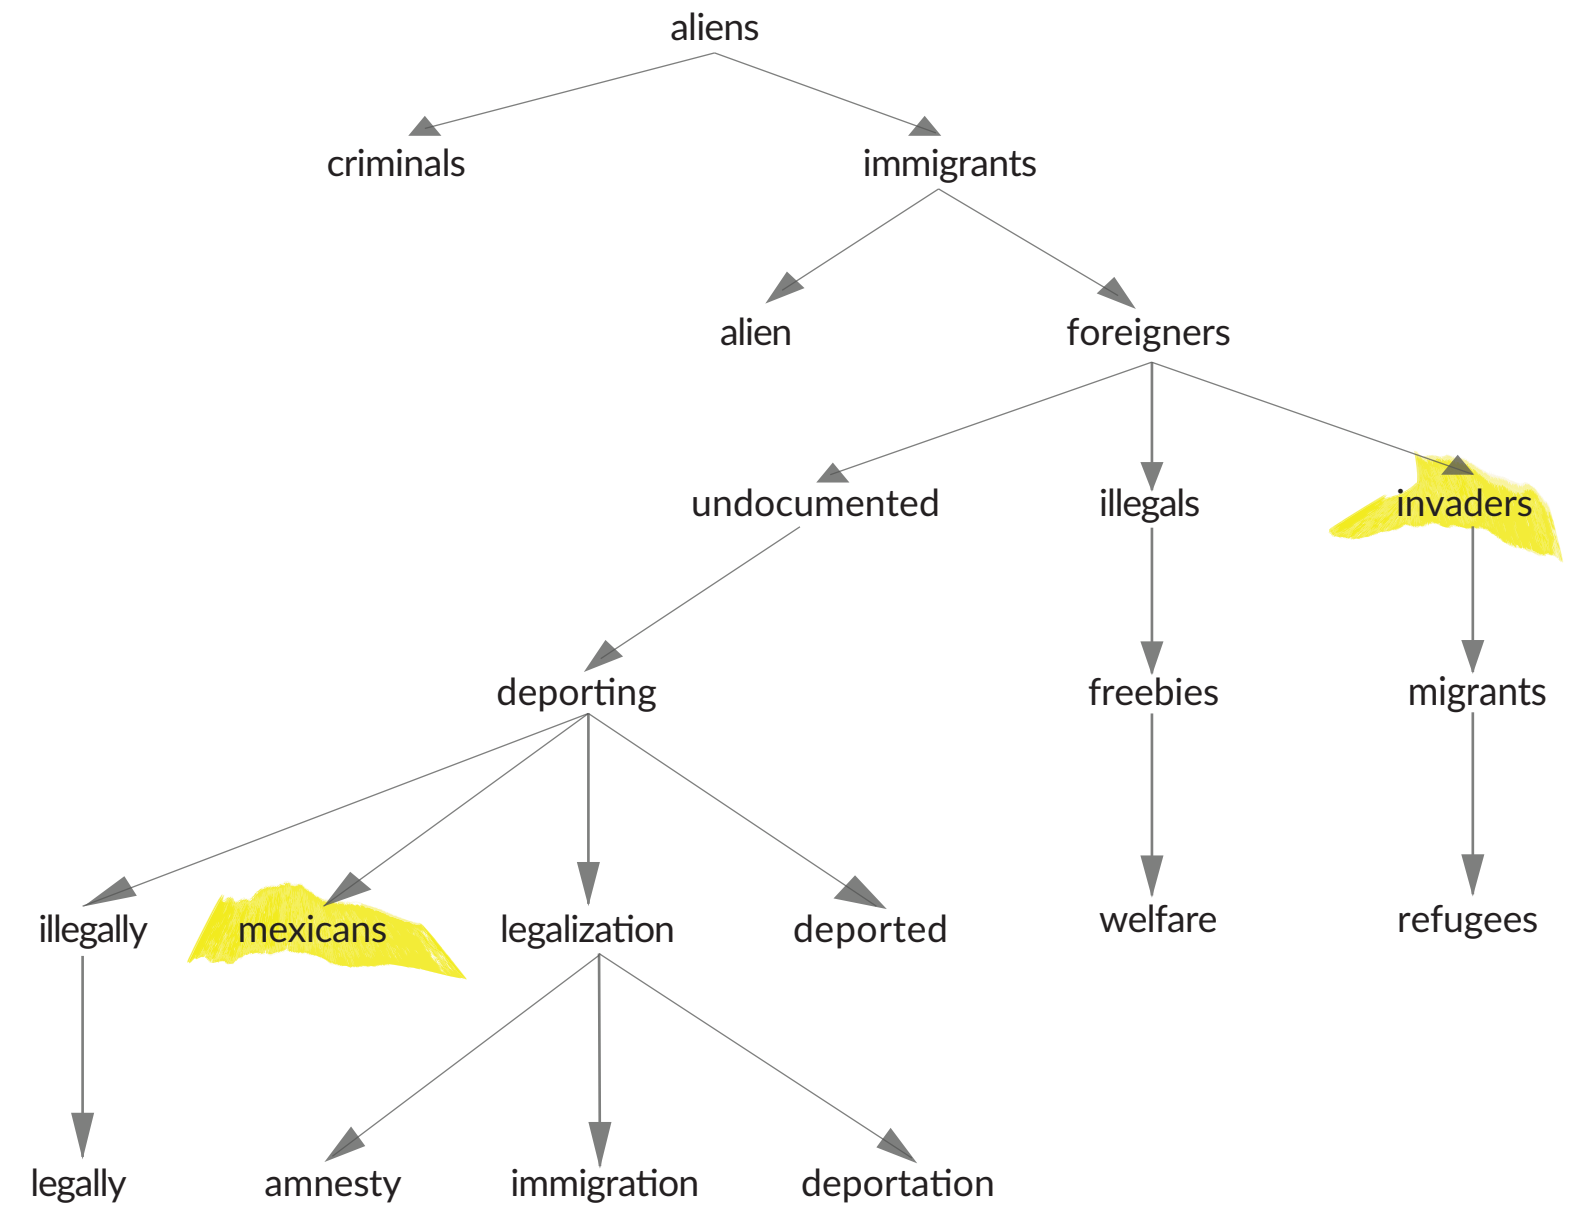 aliens
criminals immigrants
alien foreigners
undocumented illegals invaders
deporting freebies migrants
illegally mexicans legalization deported welfare refugees
legally amnesty immigration deportation